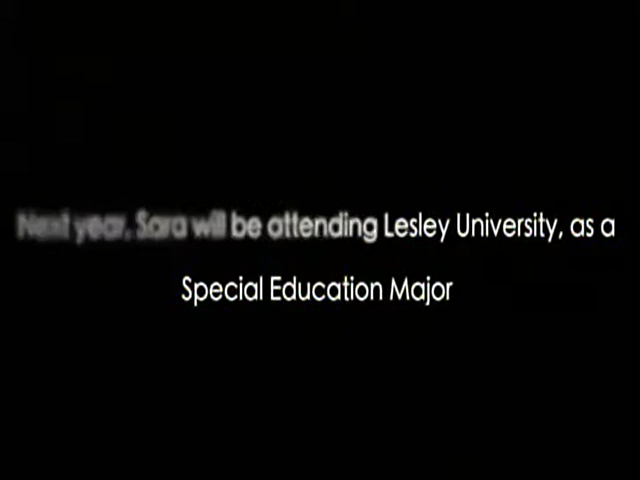 Next year, Sara will be attending Lesley University, as a
Special Education Major